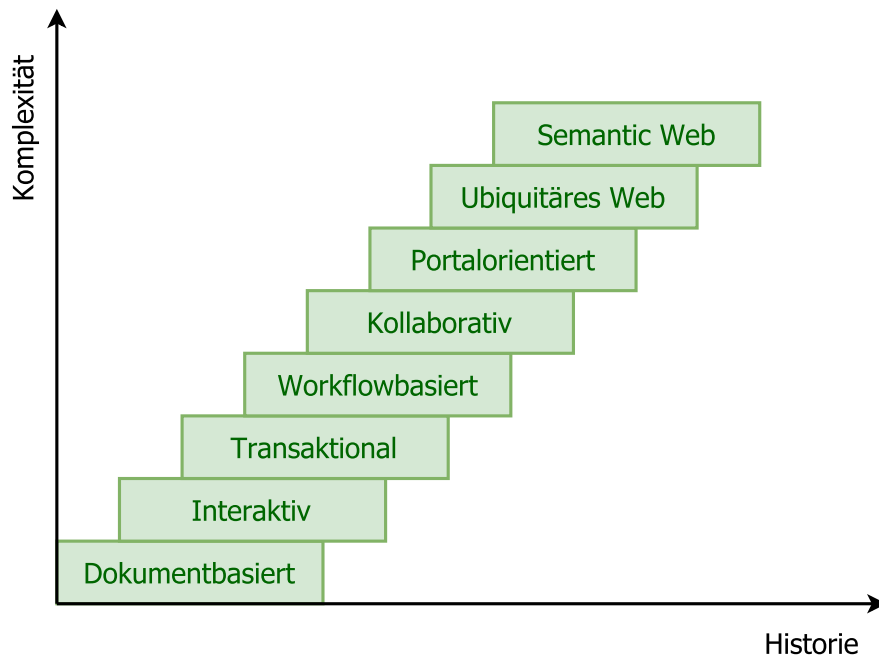 Komplexität
Semantic Web
Ubiquitäres Web
Portalorientiert
Kollaborativ
Workflowbasiert
Transaktional
Interaktiv
Dokumentbasiert
Historie